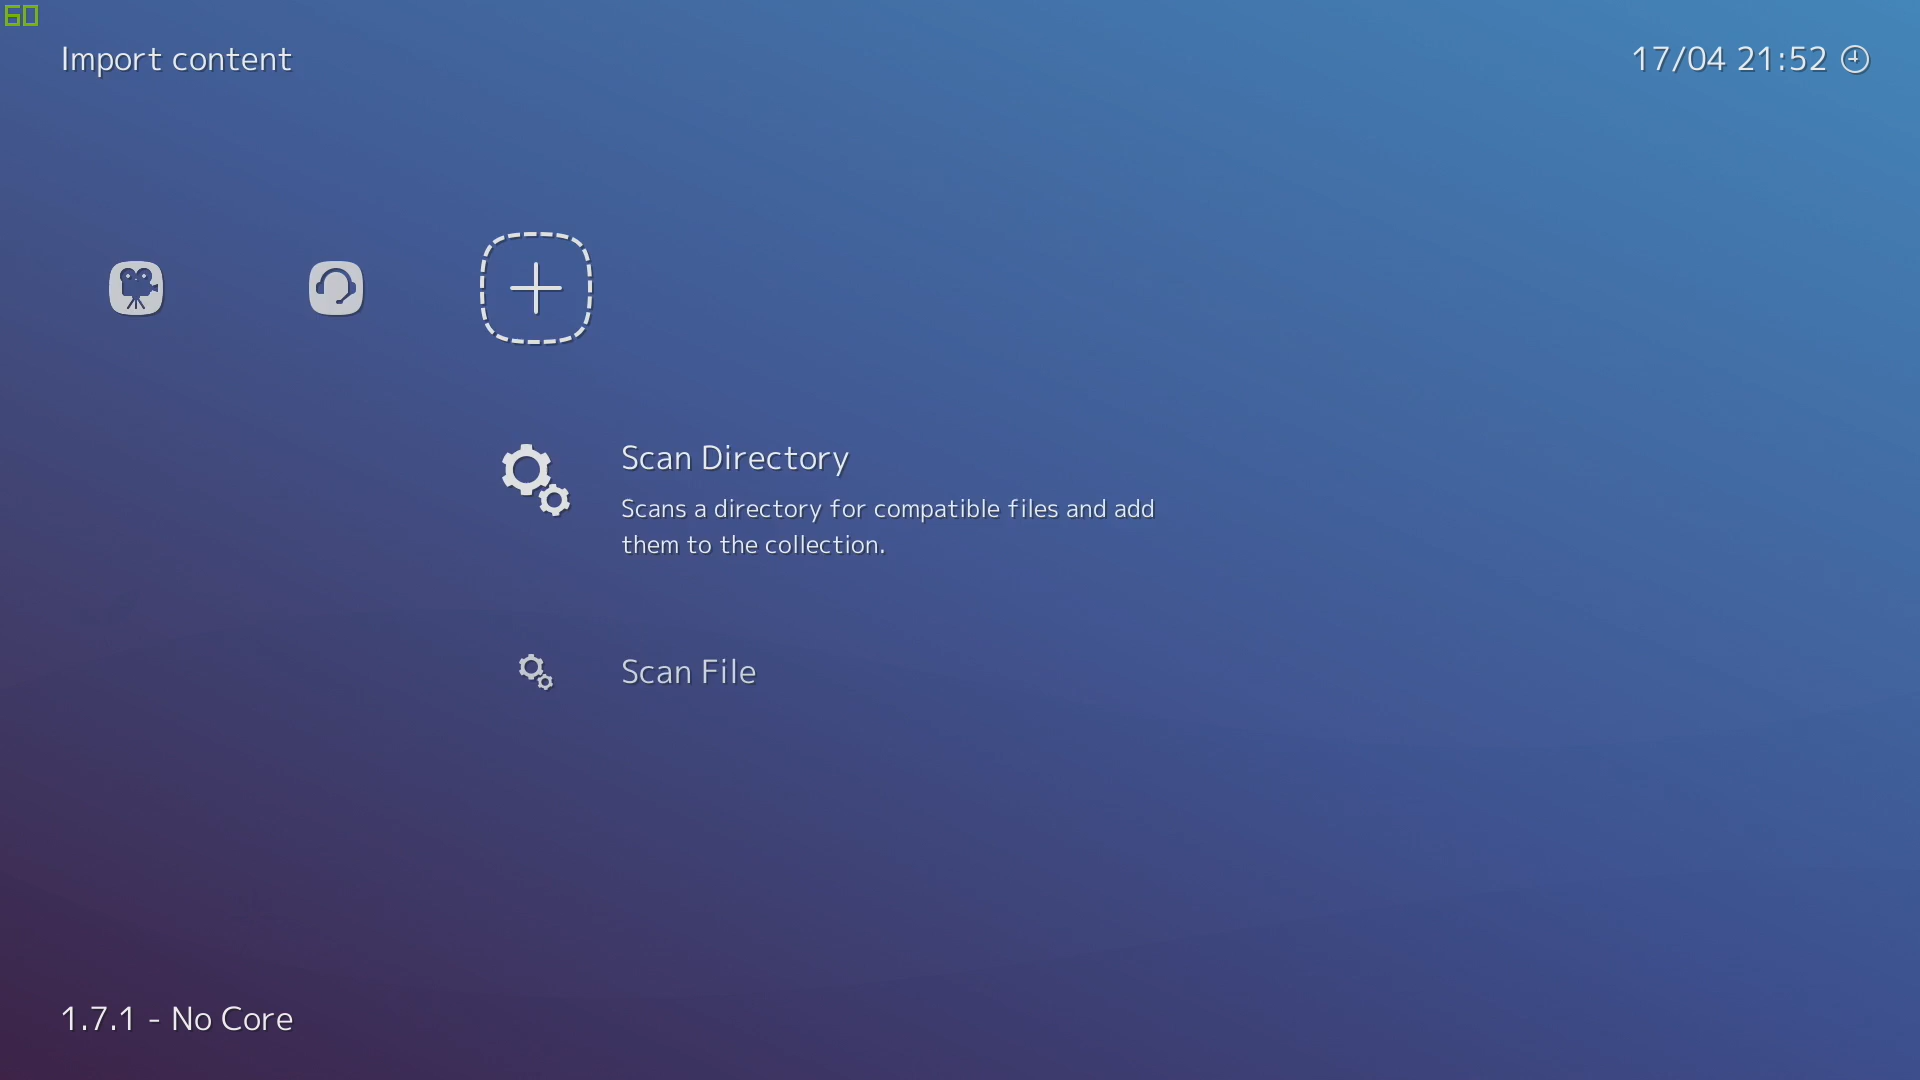 60
Import content
17/04 21:52
Scan Directory
Scans a directory for compatible files and add
them to the collection.
Scan File
1.7.1 - No Core